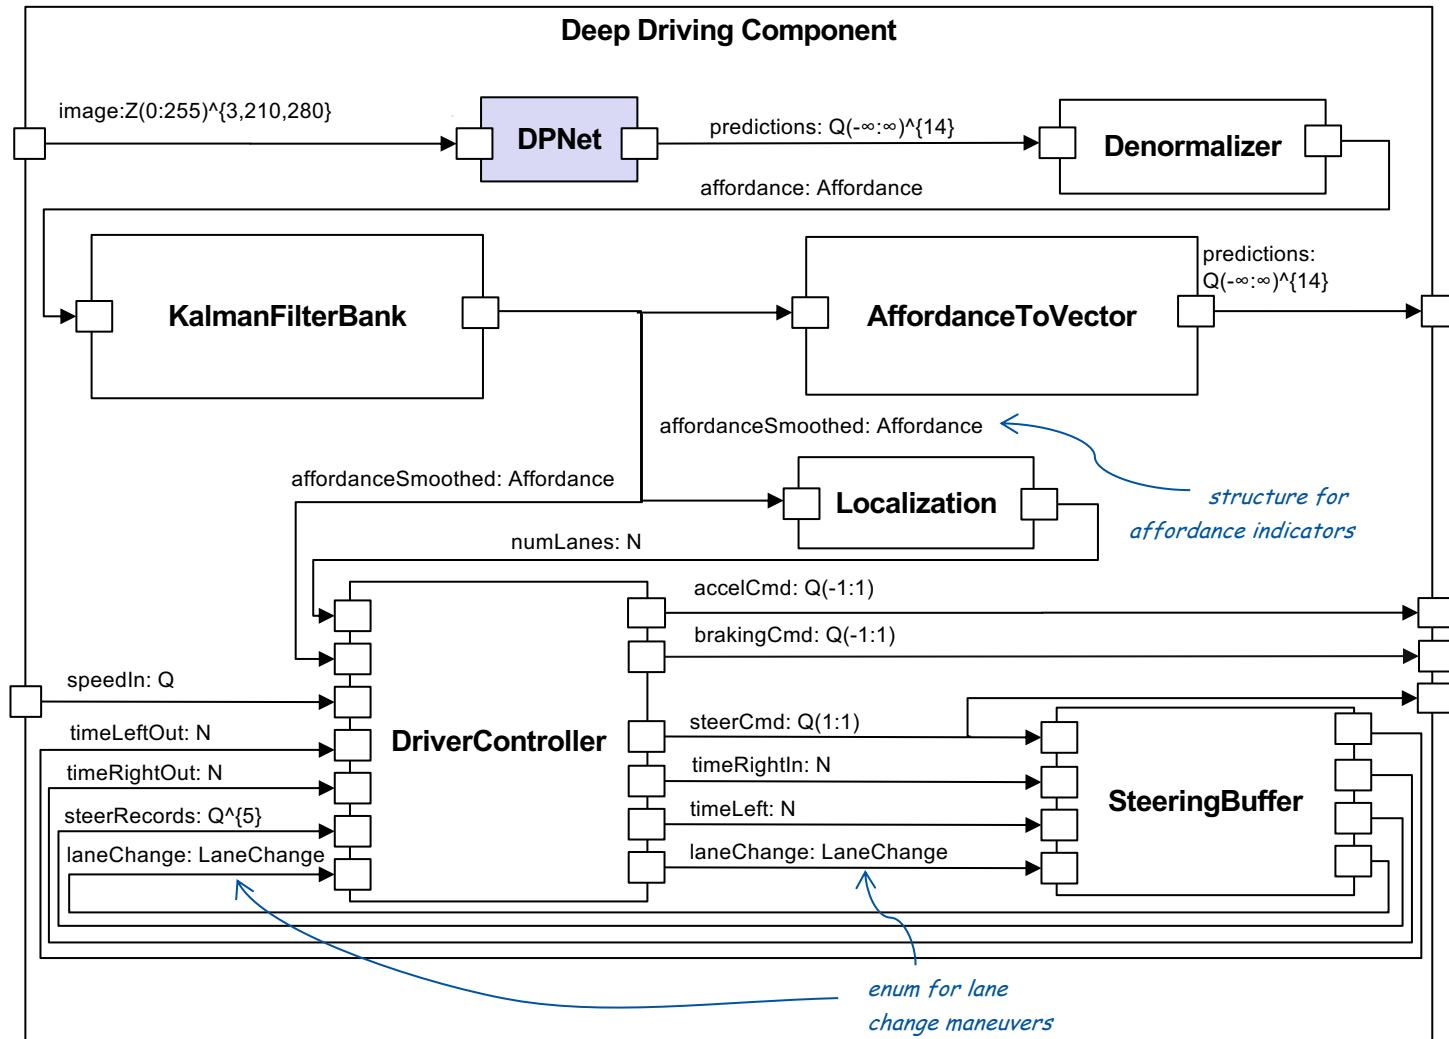 Deep Driving Component
image:Z(0:255)^{3,210,280}
DPNet
predictions: Q(-∞:∞)^{14}
Denormalizer
affordance: Affordance
KalmanFilterBank
AffordanceToVector
predictions:
Q(-∞:∞)^{14}
affordanceSmoothed: Affordance
affordanceSmoothed: Affordance
Localization
structure for
affordance indicators
numLanes: N
accelCmd: Q(-1:1)
brakingCmd: Q(-1:1)
speedIn: Q
timeLeftOut: N
timeRightOut: N
steerRecords: Q^{5}
laneChange: LaneChange
DriverController
steerCmd: Q(1:1)
timeRightIn: N
timeLeft: N
laneChange: LaneChange
SteeringBuffer
enum for lane
change maneuvers